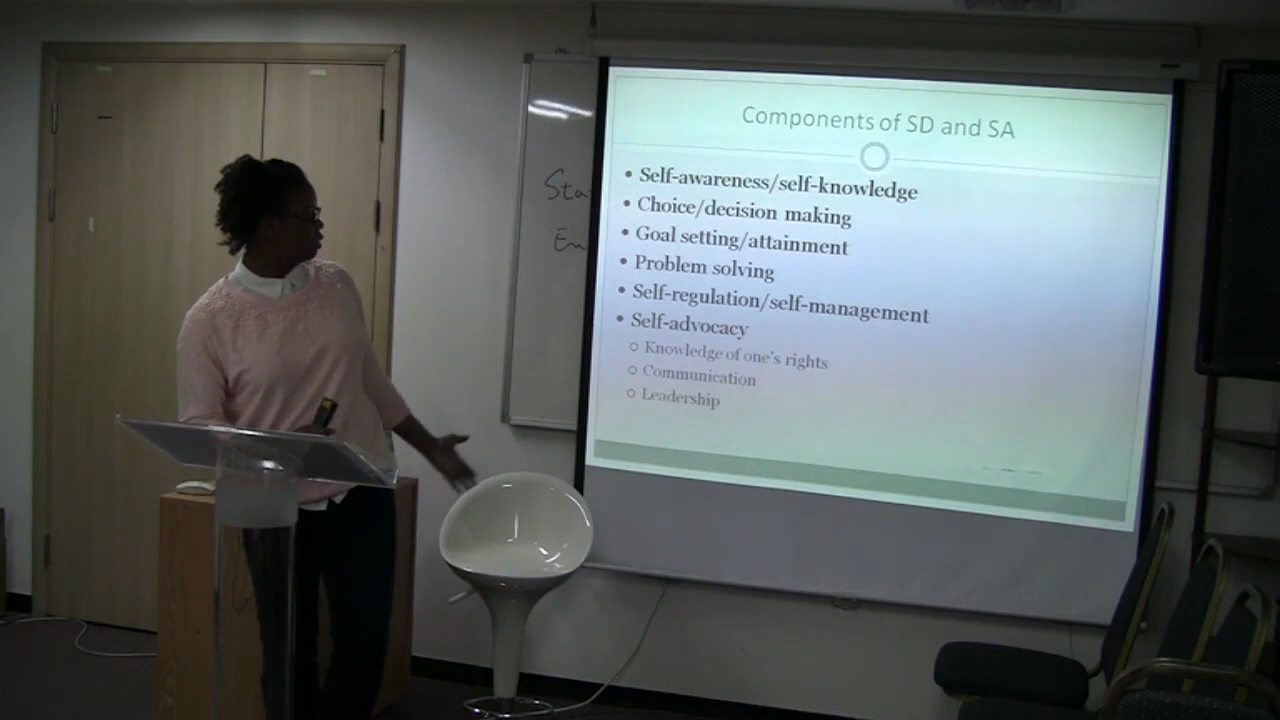 Components of SD and SA
• Self-awareness/self-knowledge
• Choice/decision making
• Goal setting/attainment
• Problem solving
• Self-regulation/self-management
• Self-advocacy
○ Knowledge of one's rights
○ Communication
○ Leadership